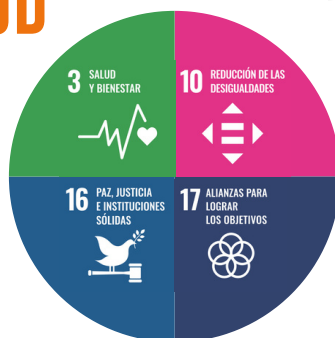 UD
3 SALUD
Y BIENESTAR
10 REDUCCIÓN DE LAS
DESIGUALDADES
16 PAZ, JUSTICIA
E INSTITUCIONES
SÓLIDAS
17 ALIANZAS PARA
LOGRAR
LOS OBJETIVOS